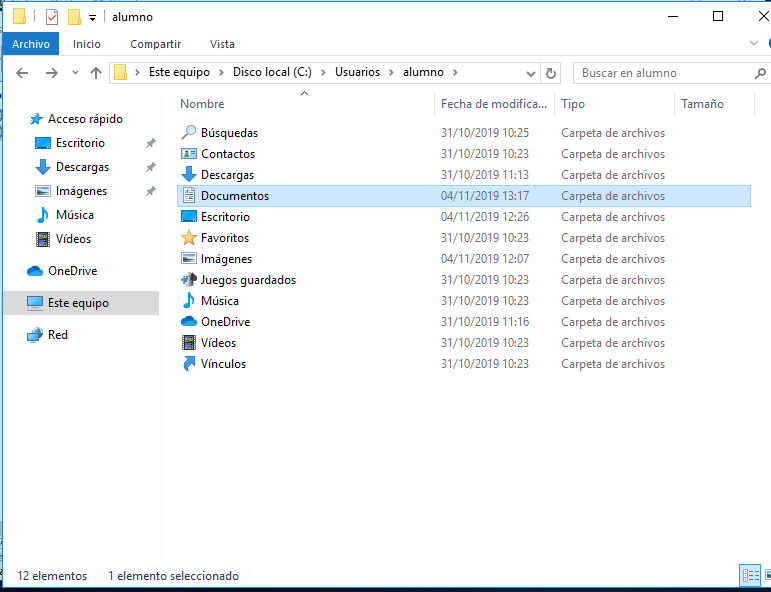 alumno
Archivo Inicio Compartir Vista
Este equipo Disco local (C:) Usuarios alumno
Buscar en alumno
Nombre Fecha de modifica... Tipo Tamaño
Acceso rápido
Escritorio
Descargas
Imágenes
Música
Vídeos
OneDrive
Este equipo
Red
Búsquedas 31/10/2019 10:25 Carpeta de archivos
Contactos 31/10/2019 10:23 Carpeta de archivos
Descargas 31/10/2019 11:13 Carpeta de archivos
Documentos 04/11/2019 13:17 Carpeta de archivos
Escritorio 04/11/2019 12:26 Carpeta de archivos
Favoritos 31/10/2019 10:23 Carpeta de archivos
Imágenes 04/11/2019 12:07 Carpeta de archivos
Juegos guardados 31/10/2019 10:23 Carpeta de archivos
Música 31/10/2019 10:23 Carpeta de archivos
OneDrive 31/10/2019 11:16 Carpeta de archivos
Vídeos 31/10/2019 10:23 Carpeta de archivos
Vínculos 31/10/2019 10:23 Carpeta de archivos
12 elementos 1 elemento seleccionado